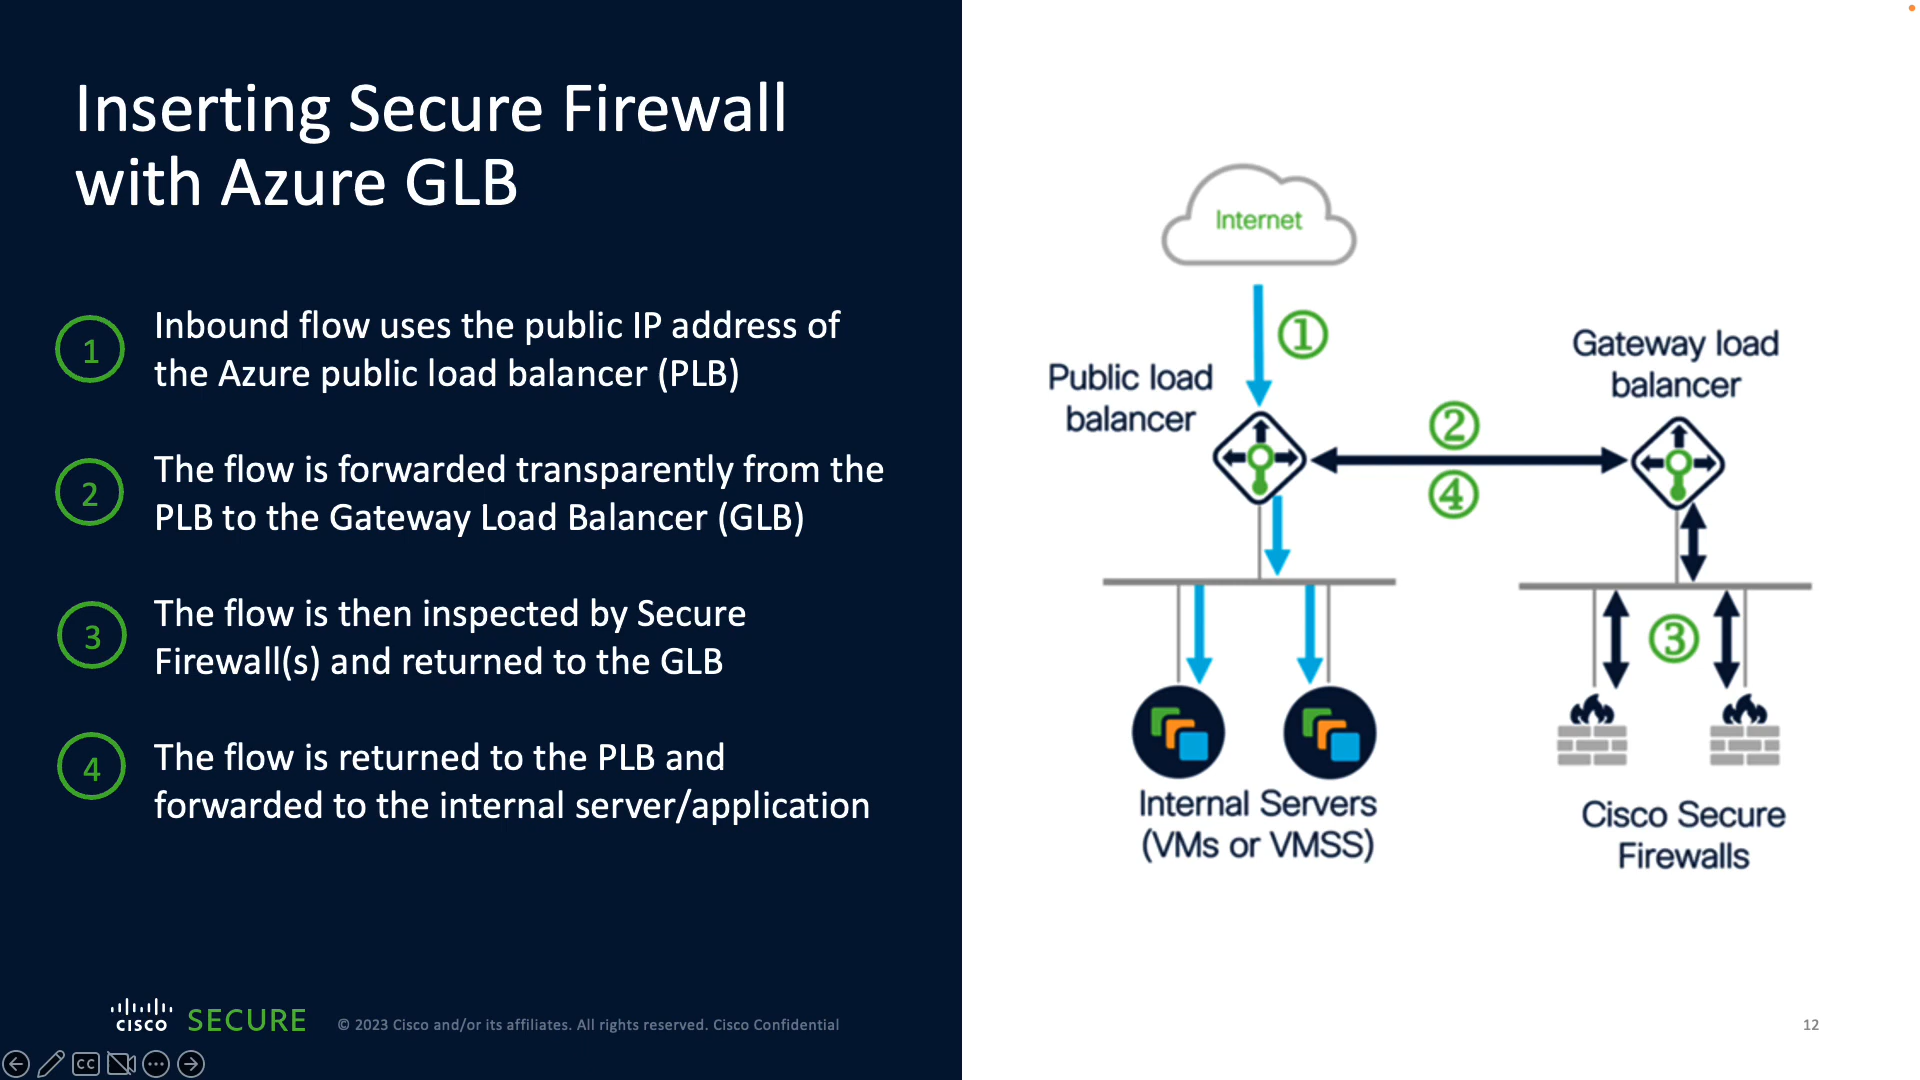 Inserting Secure Firewall
with Azure GLB
1
Inbound flow uses the public IP address of
the Azure public load balancer (PLB)
2
The flow is forwarded transparently from the
PLB to the Gateway Load Balancer (GLB)
3
The flow is then inspected by Secure
Firewall(s) and returned to the GLB
4
The flow is returned to the PLB and
forwarded to the internal server/application
Internet
1
Public load
balancer
Gateway load
balancer
2
4
3
Internal Servers
(VMs or VMSS)
Cisco Secure
Firewalls
CISCO SECURE
© 2023 Cisco and/or its affiliates. All rights reserved. Cisco Confidential
12
CC